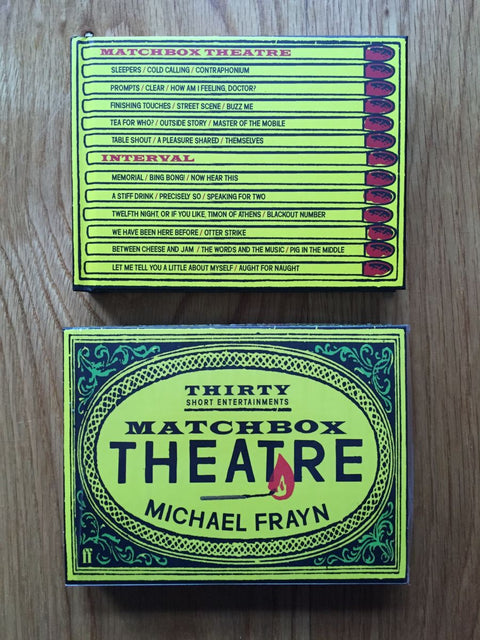 MATCHBOX THEATRE
SLEEPERS / COLD CALLING / CONTRAPHONIUM
PROMPTS / CLEAR / HOW AM I FEELING, DOCTOR?
FINISHING TOUCHES / STREET SCENE / BUZZ ME
TEA FOR WHO? / OUTSIDE STORY / MASTER OF THE MOBILE
TABLE SHOUT / A PLEASURE SHARED / THEMSELVES
INTERVAL
MEMORIAL / BING BONG! / NOW HEAR THIS
A STIFF DRINK / PRECISELY SO / SPEAKING FOR TWO
TWELFTH NIGHT, OR IF YOU LIKE, TIMON OF ATHENS / BLACKOUT NUMBER
WE HAVE BEEN HERE BEFORE / OTTER STRIKE
BETWEEN CHEESE AND JAM / THE WORDS AND THE MUSIC / PIG IN THE MIDDLE
LET ME TELL YOU A LITTLE ABOUT MYSELF / AUGHT FOR NAUGHT
THIRTY
SHORT ENTERTAINMENTS
MATCHBOX
THEATRE
MICHAEL FRAYN
ff